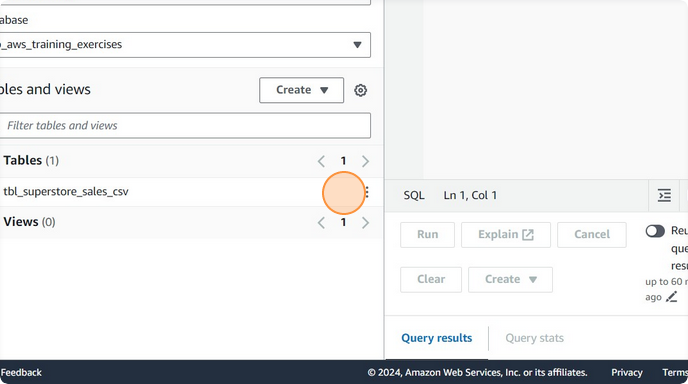 abase
_aws_training_exercises
bles and views
Create
Filter tables and views
Tables (1)
1
tbl_superstore_sales_csv
Views (0)
1
SQL Ln 1, Col 1
Run Explain Cancel
Reu
que
resu
up to 60 m
ago
Clear Create
Query results Query stats
Feedback © 2024, Amazon Web Services, Inc. or its affiliates. Privacy Terms